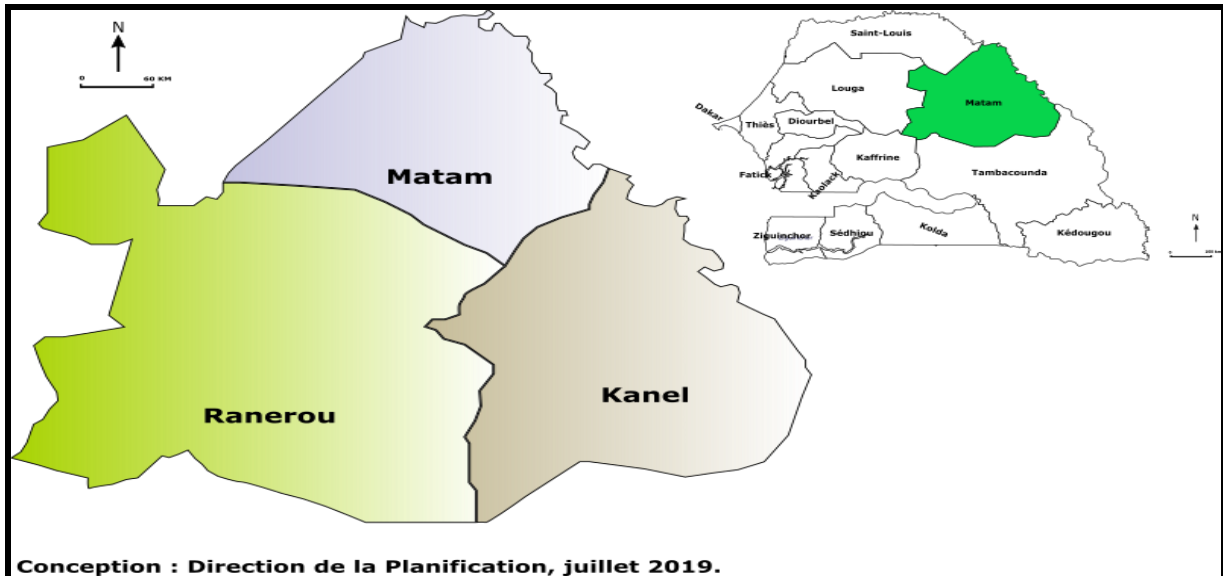 N
0 60 KM
Matam
Ranerou
Kanel
Saint-Louis
Louga
Matam
Dakar
Thiès
Diourbel
Kaffrine
Fatick
Kaolack
Tambacounda
Ziguinchor
Sédhiou
Kolda
Kédougou
N
Conception : Direction de la Planification, juillet 2019.